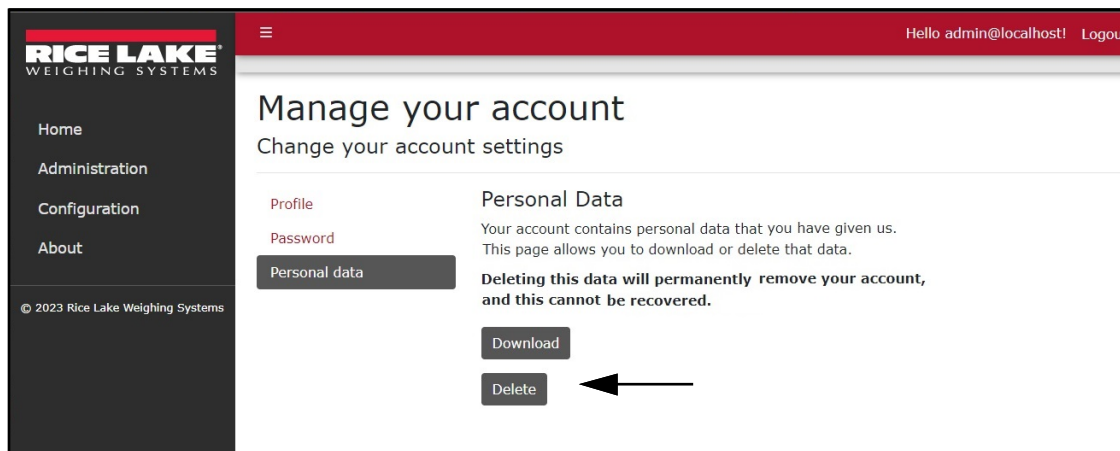 RICE LAKE®
WEIGHING SYSTEMS
Home
Administration
Configuration
About
© 2023 Rice Lake Weighing Systems
Hello admin@localhost! Logou
Manage your account
Change your account settings
Profile
Password
Personal data
Personal Data
Your account contains personal data that you have given us.
This page allows you to download or delete that data.
Deleting this data will permanently remove your account,
and this cannot be recovered.
Download
Delete